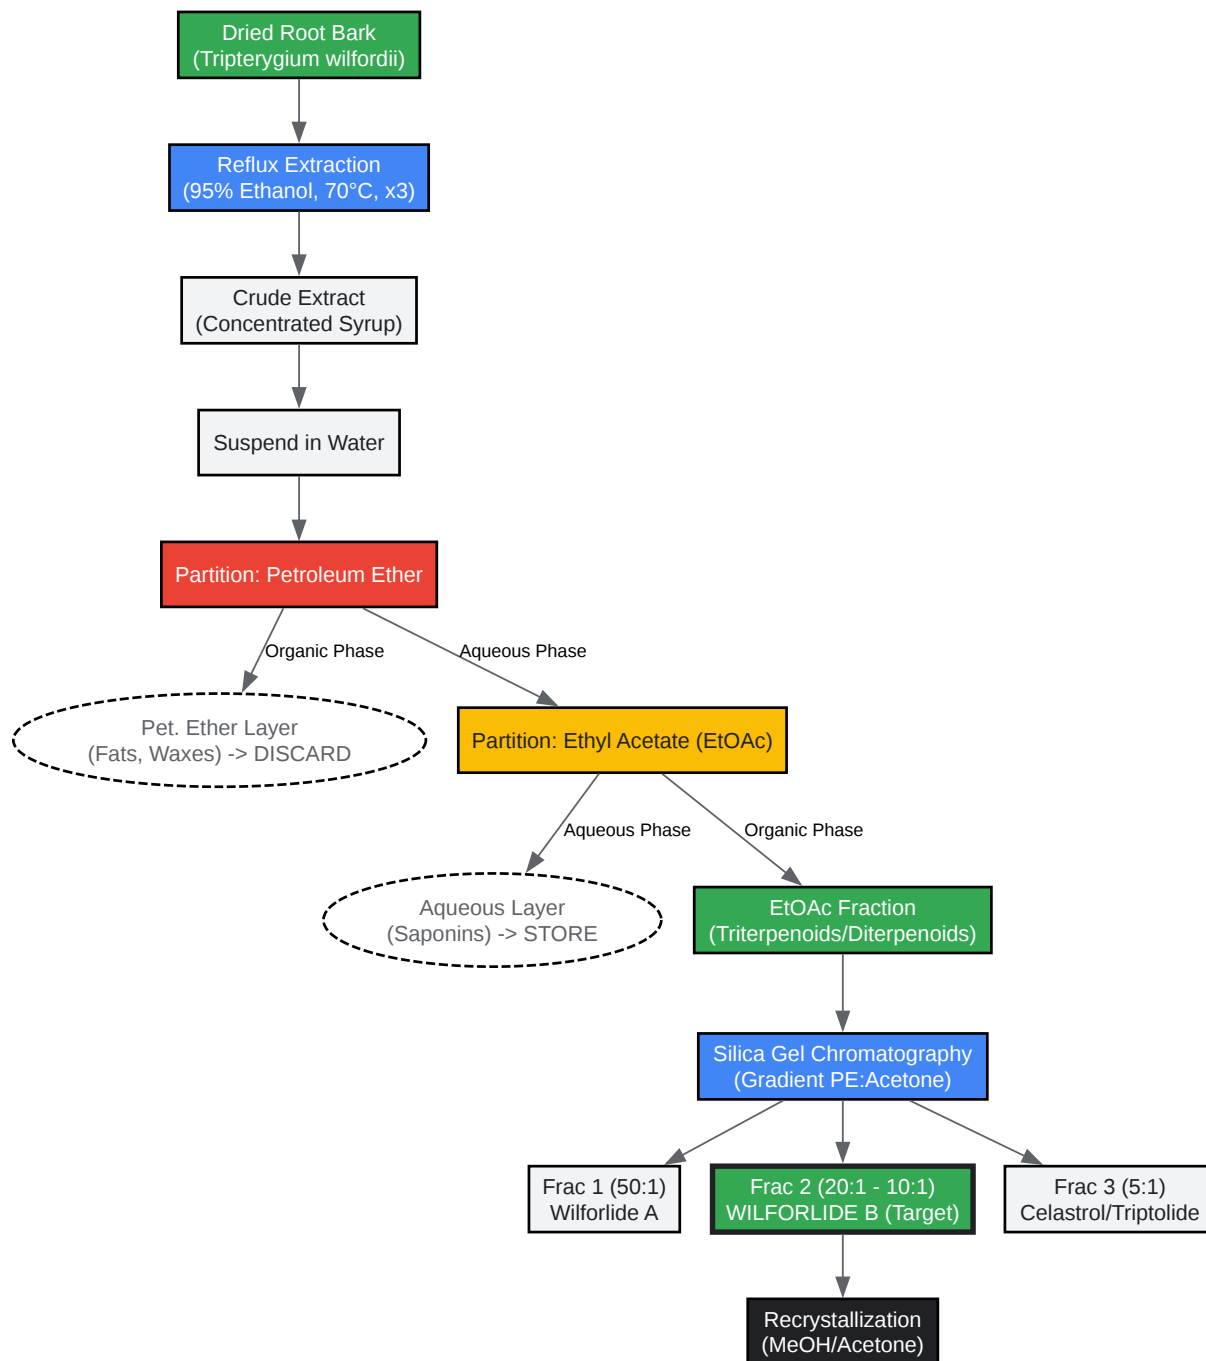 Dried Root Bark
(Tripterygium wilfordii)
Reflux Extraction
(95% Ethanol, 70°C, x3)
Crude Extract
(Concentrated Syrup)
Suspend in Water
Partition: Petroleum Ether
Organic Phase
Aqueous Phase
Pet. Ether Layer
(Fats, Waxes) -> DISCARD
Partition: Ethyl Acetate (EtOAc)
Aqueous Phase
Organic Phase
Aqueous Layer
(Saponins) -> STORE
EtOAc Fraction
(Triterpenoids/Diterpenoids)
Silica Gel Chromatography
(Gradient PE:Acetone)
Frac 1 (50:1)
Wilforlide A
Frac 2 (20:1 - 10:1)
WILFORLIDE B (Target)
Frac 3 (5:1)
Celastrol/Triptolide
Recrystallization
(MeOH/Acetone)